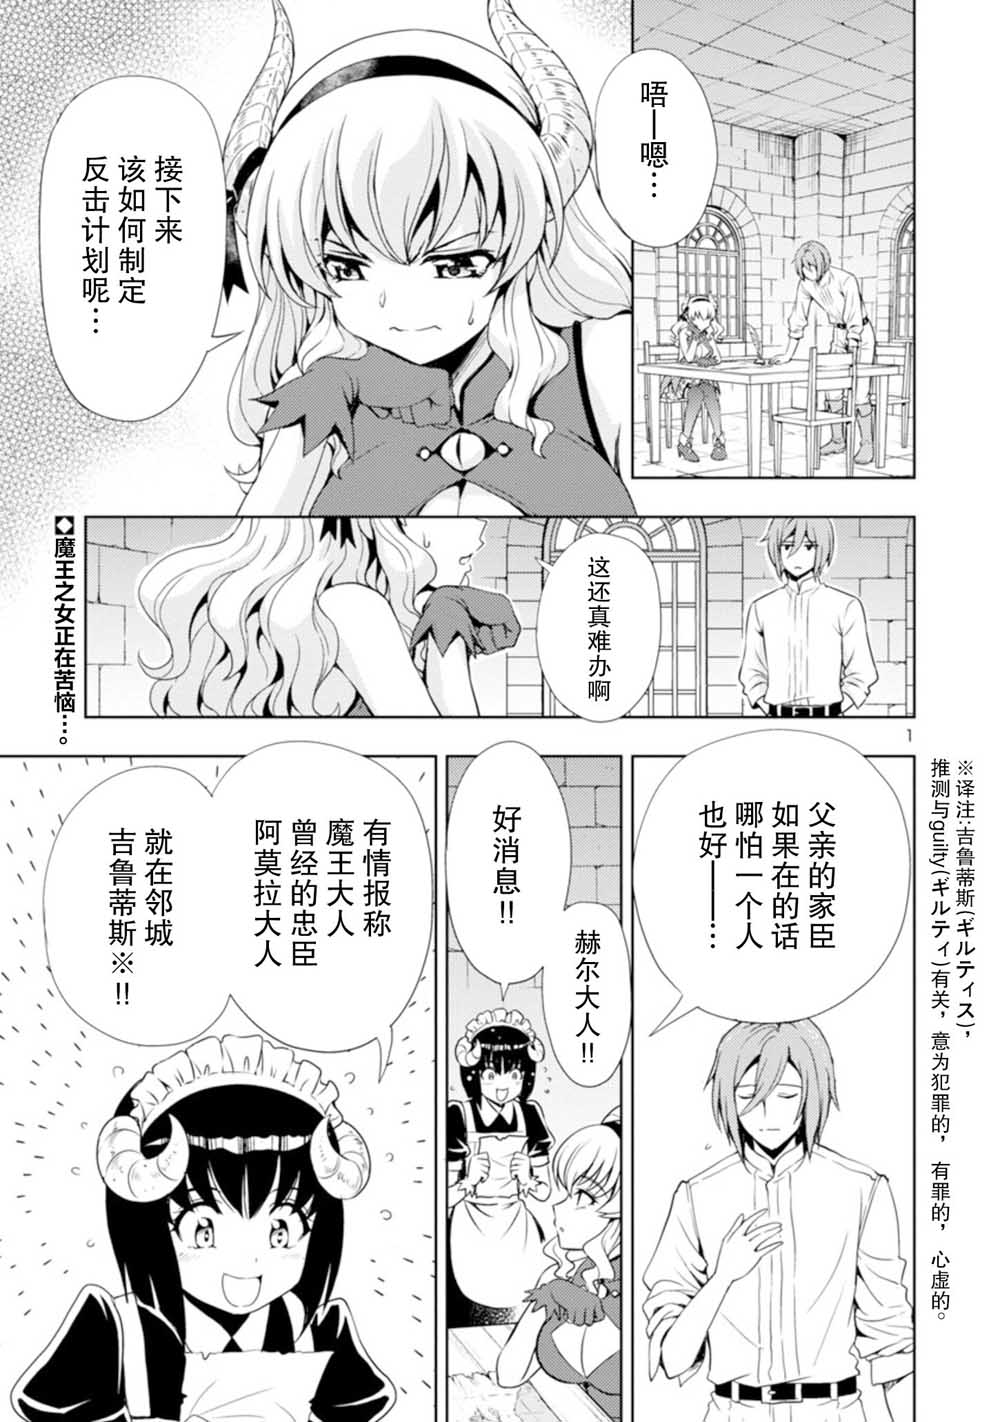 唔—嗯…
接下来
该如何制定
反击计划呢…
这还真难办啊
◆魔王之女正在苦恼…。
1
父亲的家臣
如果在的话
哪怕一个人
也好——…
好消息!!
赫尔大人!!
有情报称
魔王大人
曾经的忠臣
阿莫拉大人
就在邻城
吉鲁蒂斯※!!
※译注:吉鲁蒂斯(ギルティス),
推测与guilty(ギルティ)有关，意为犯罪的，有罪的，心虚的。